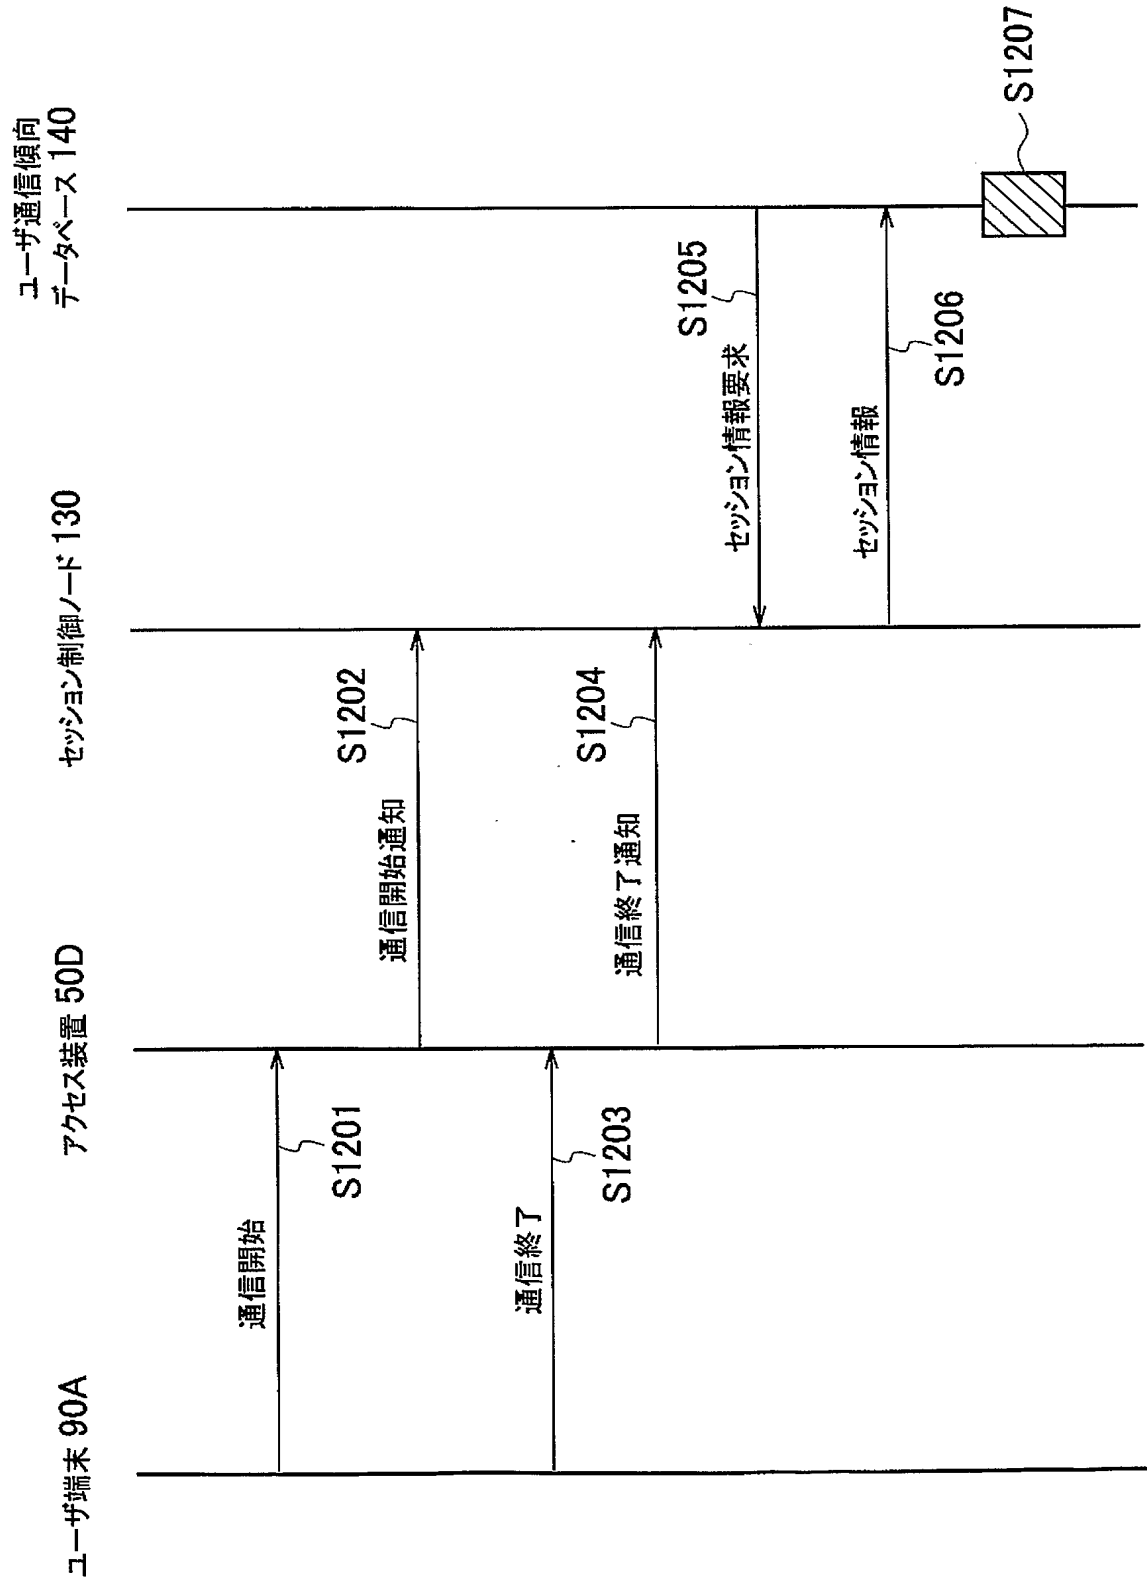 ユーザ端末 90A
アクセス装置 50D
セッション制御ノード 130
ユーザ通信傾向
データベース 140
通信開始
S1201
通信開始通知
S1202
通信終了
S1203
通信終了通知
S1204
セッション情報要求
S1205
セッション情報
S1206
S1207